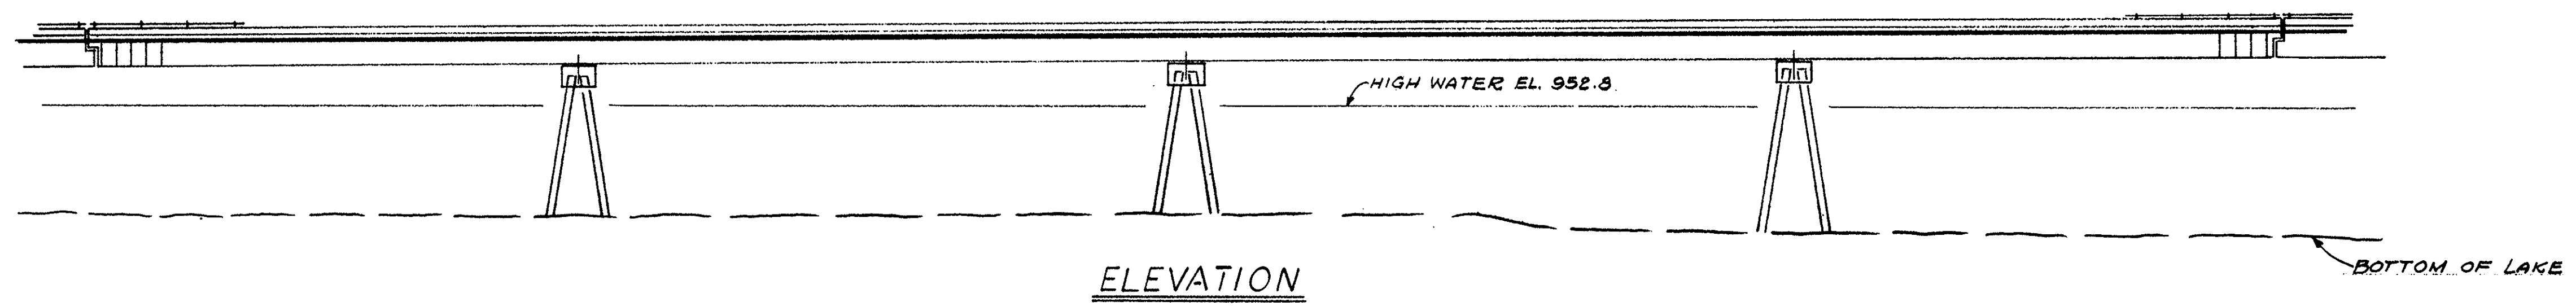 HIGH WATER EL. 952.8
ELEVATION
BOTTOM OF LAKE